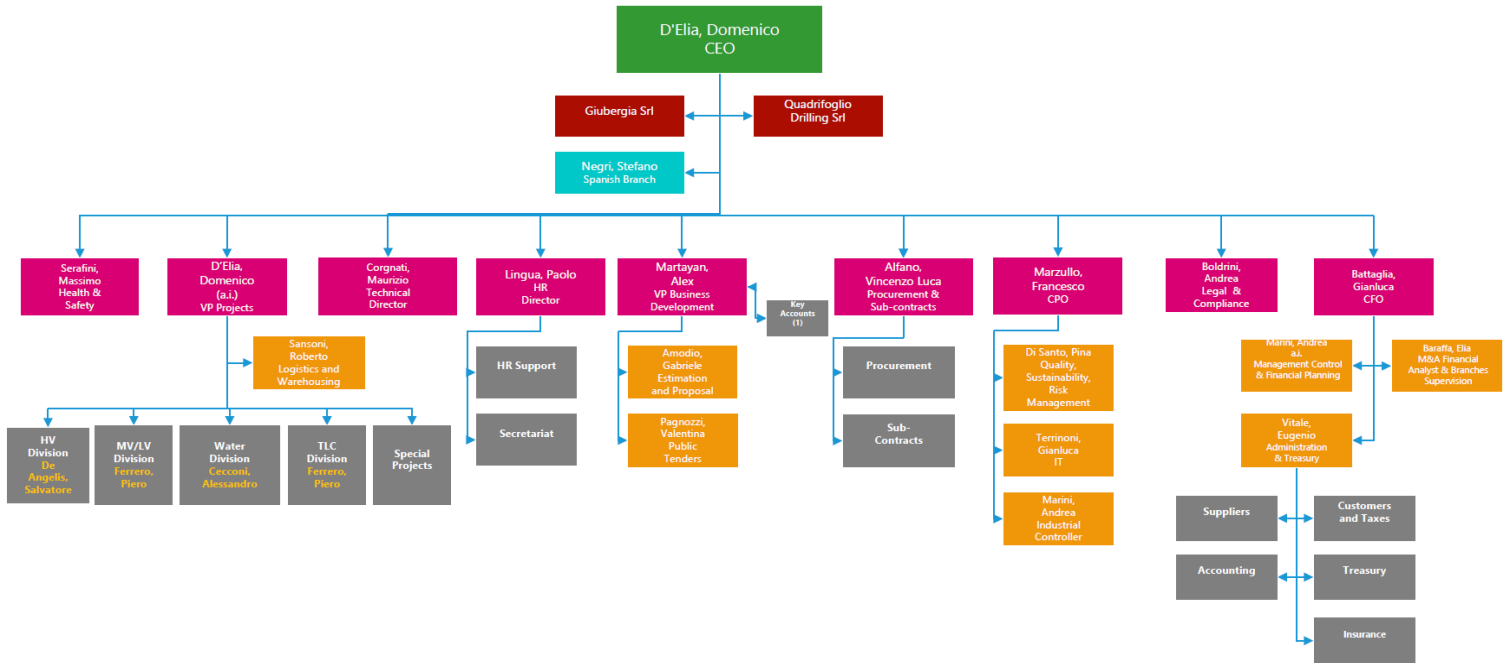 D'Elia, Domenico
CEO
Giubergia Srl
Quadrifoglio
Drilling Srl
Negri, Stefano
Spanish Branch
Serafini,
Massimo
Health &
Safety
D'Elia,
Domenico
(a.i.)
VP Projects
Corgnati,
Maurizio
Technical
Director
Lingua, Paolo
HR
Director
Martayan,
Alex
VP Business
Development
Key
Accounts
(1)
Alfano,
Vincenzo Luca
Procurement &
Sub-contracts
Marzullo,
Francesco
CPO
Boldrini,
Andrea
Legal &
Compliance
Battaglia,
Gianluca
CFO
Sansoni,
Roberto
Logistics and
Warehousing
HV
Division
De
Angelis,
Salvatore
MV/LV
Division
Ferrero,
Piero
Water
Division
Cecconi,
Alessandro
TLC
Division
Ferrero,
Piero
Special
Projects
HR Support
Secretariat
Amodio,
Gabriele
Estimation
and Proposal
Pagnozzi,
Valentina
Public
Tenders
Procurement
Sub-
Contracts
Di Santo, Pina
Quality,
Sustainability,
Risk
Management
Terrinoni,
Gianluca
IT
Marini,
Andrea
Industrial
Controller
Marini, Andrea
a.i.
Management Control
& Financial Planning
Baraffa, Elia
M&A Financial
Analyst & Branches
Supervision
Vitale,
Eugenio
Administration
& Treasury
Suppliers
Customers
and Taxes
Accounting
Treasury
Insurance